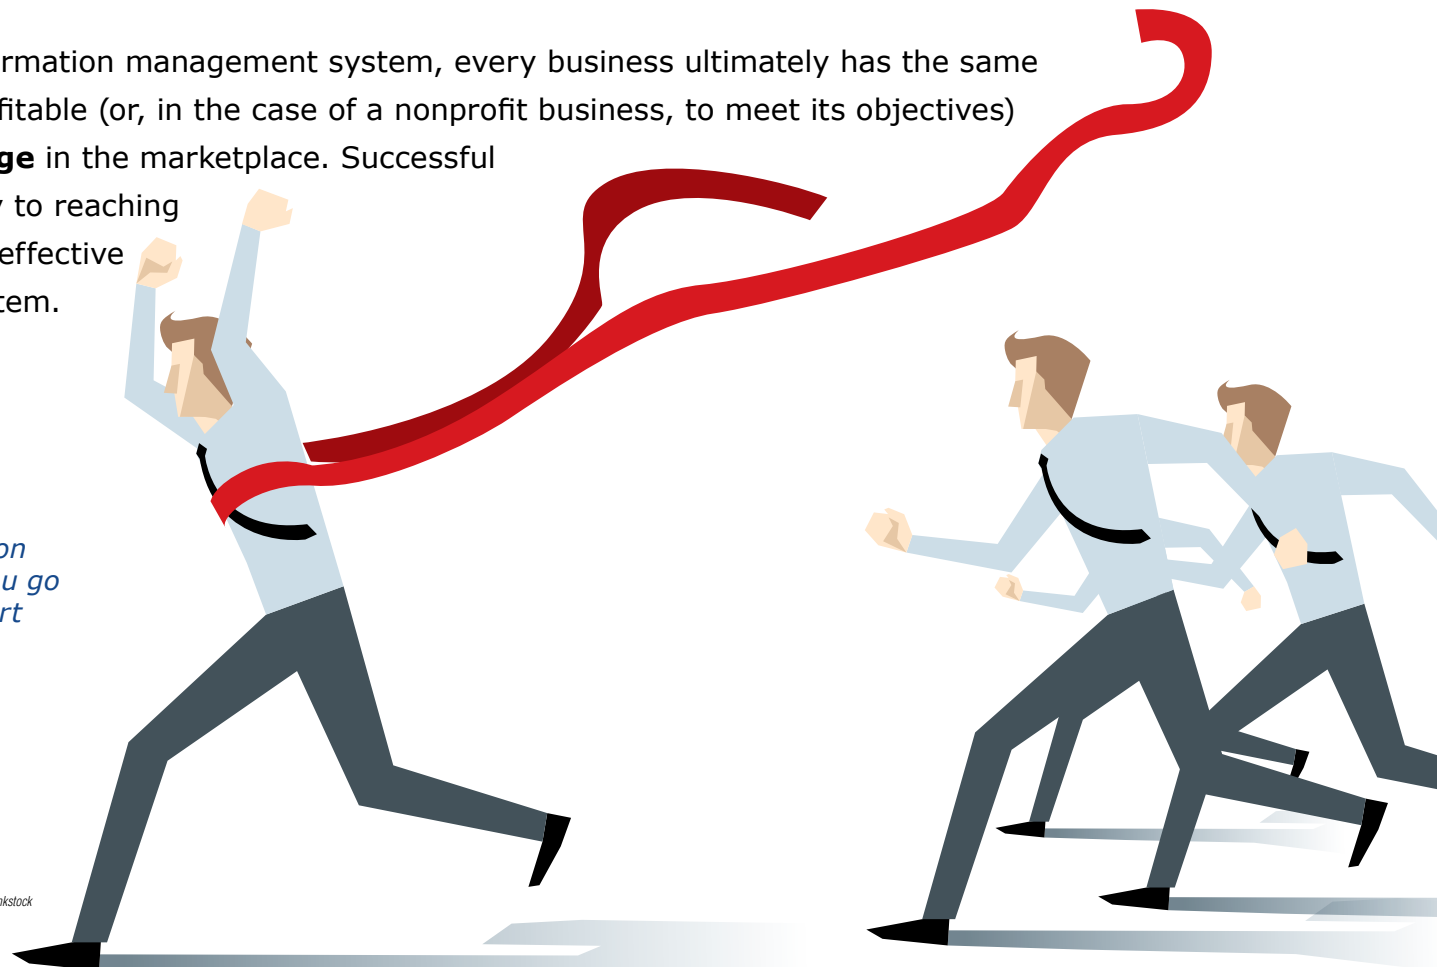 rmation management system, every business ultimately has the same
fitable (or, in the case of a nonprofit business, to meet its objectives)
ge in the marketplace. Successful
y to reaching
effective
tem.
on
u go
rt
nkstock